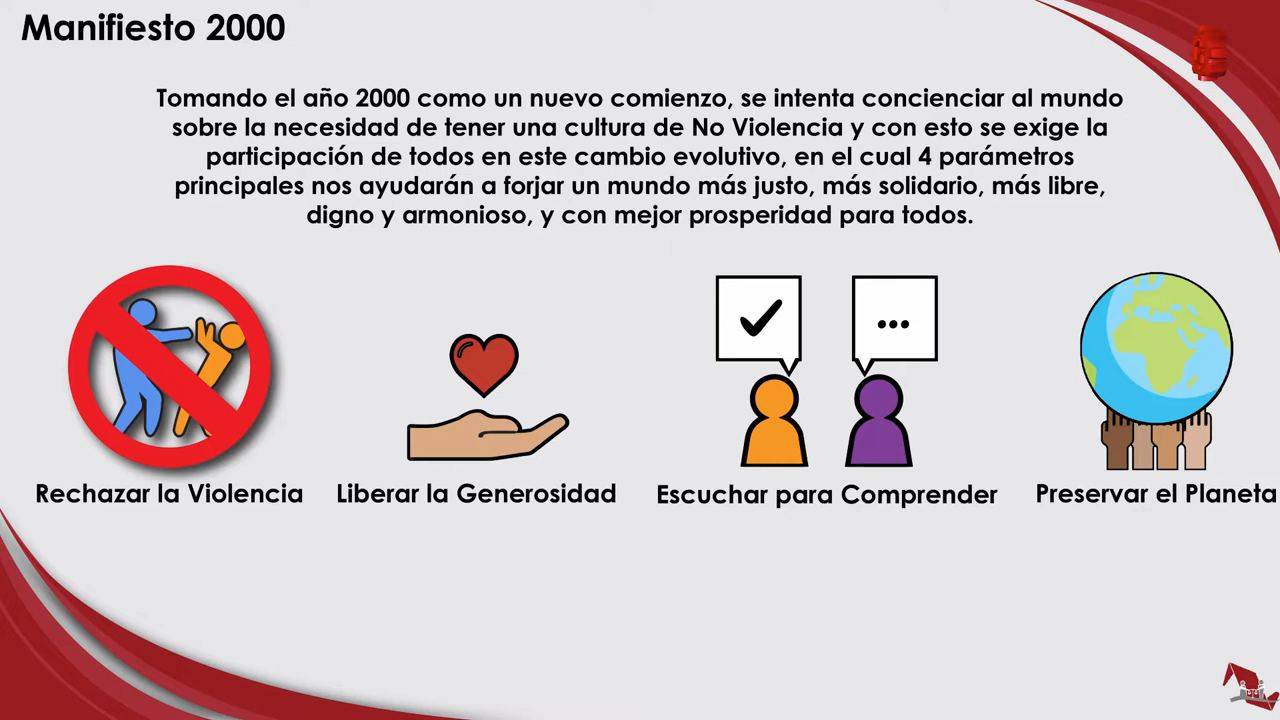 Manifiesto 2000
Tomando el año 2000 como un nuevo comienzo, se intenta concienciar al mundo
sobre la necesidad de tener una cultura de No Violencia y con esto se exige la
participación de todos en este cambio evolutivo, en el cual 4 parámetros
principales nos ayudarán a forjar un mundo más justo, más solidario, más libre,
digno y armonioso, y con mejor prosperidad para todos.
...
Rechazar la Violencia
Liberar la Generosidad
Escuchar para Comprender
Preservar el Planeta